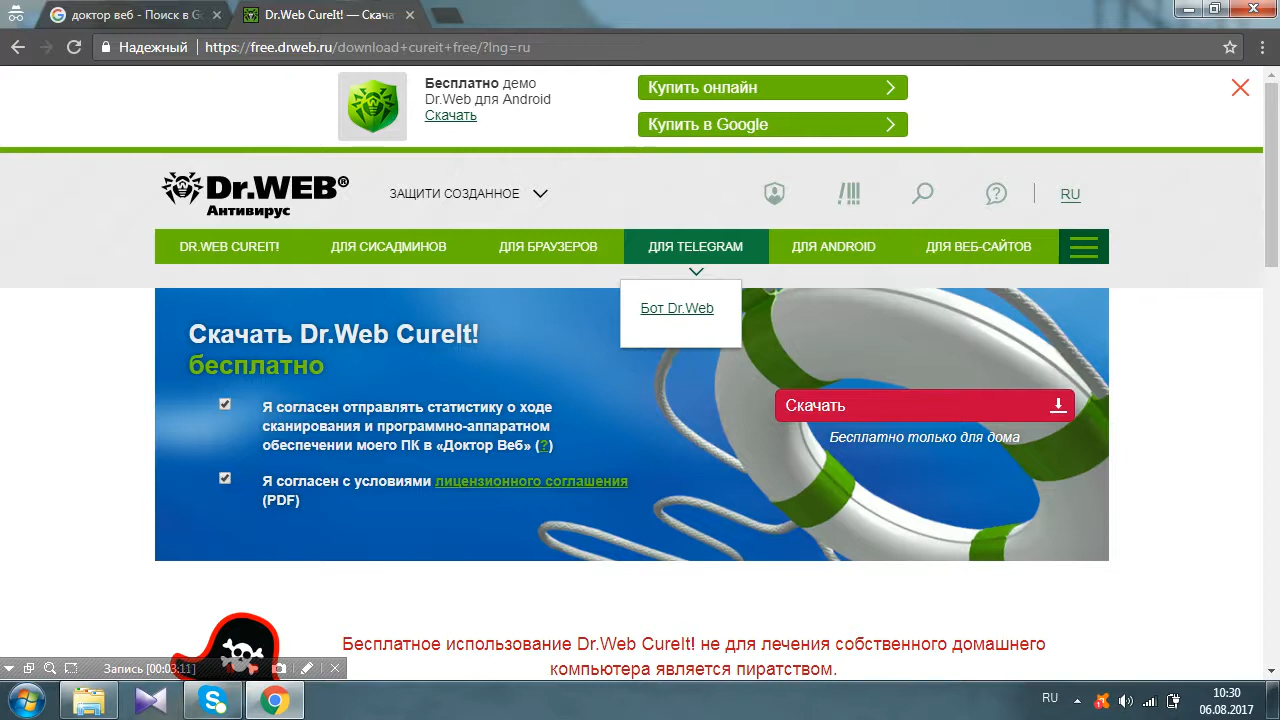 доктор веб - Поиск в G
Dr.Web CureIt! — Скача
Надежный
https://free.drweb.ru/download+cureit+free/?lng=ru
Бесплатно демо
Dr.Web для Android
Скачать
Купить онлайн
Купить в Google
Dr.WEB®
Антивирус
ЗАЩИТИ СОЗДАННОЕ
RU
DR.WEB CUREIT!
ДЛЯ СИСАДМИНОВ
ДЛЯ БРАУЗЕРОВ
ДЛЯ TELEGRAM
ДЛЯ ANDROID
ДЛЯ ВЕБ-САЙТОВ
Бот Dr.Web
Скачать Dr.Web CureIt!
бесплатно
Я согласен отправлять статистику о ходе
сканирования и программно-аппаратном
обеспечении моего ПК в «Доктор Веб» (?)
Я согласен с условиями лицензионного соглашения
(PDF)
Скачать
Бесплатно только для дома
Бесплатное использование Dr.Web CureIt! не для лечения собственного домашнего
компьютера является пиратством.
Запись [00:03:11]
RU
10:30
06.08.2017